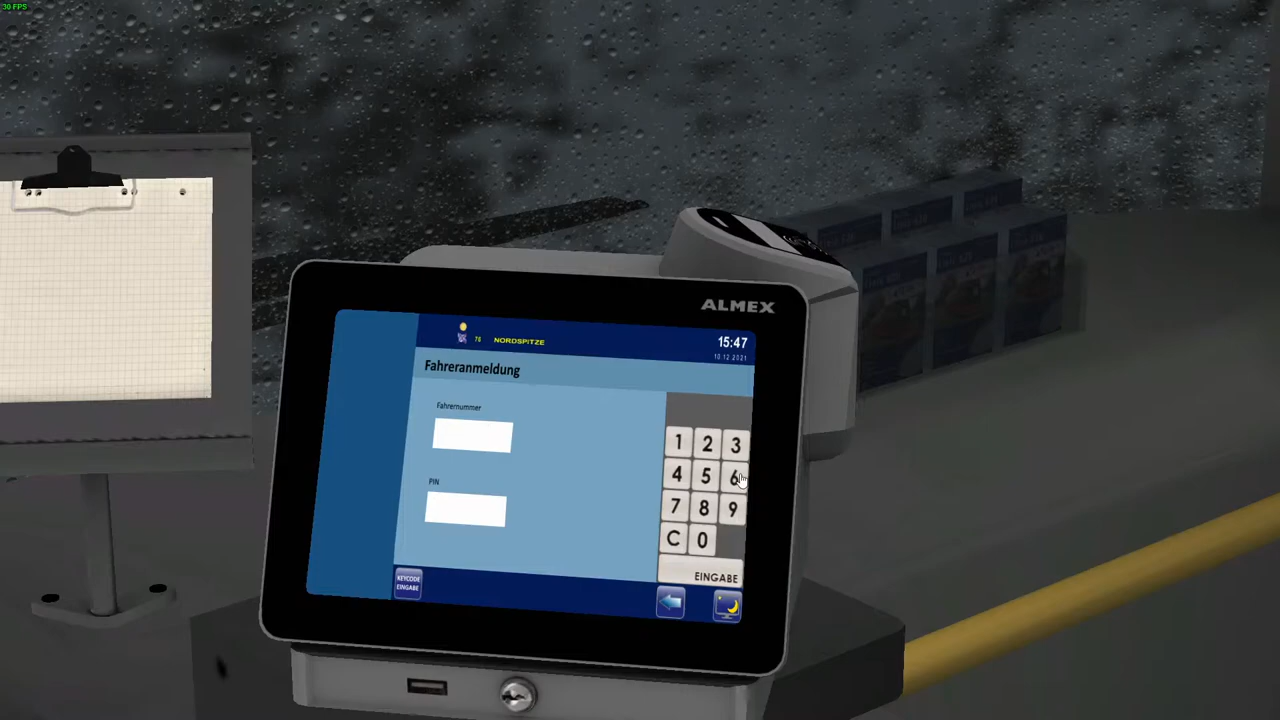 30 FPS
ALMEX
76 NORDSPITZE
15:47
10.12.2021
Fahreranmeldung
Fahrernummer
PIN
1 2 3
4 5 6
7 8 9
C 0
EINGABE
KEYCODE
EINGABE